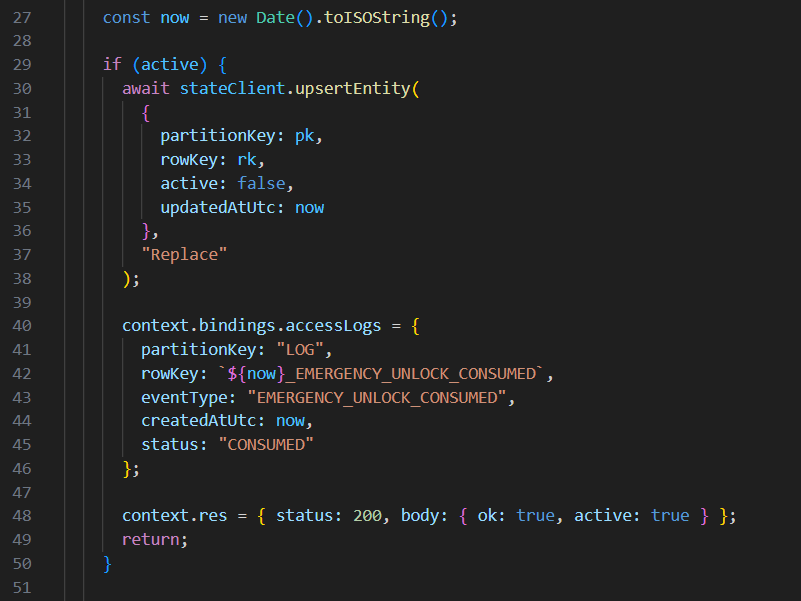 27 const now = new Date().toISOString();
28
29 if (active) {
30 await stateClient.upsertEntity(
31 {
32 partitionKey: pk,
33 rowKey: rk,
34 active: false,
35 updatedAtUtc: now
36 },
37 "Replace"
38 );
39
40 context.bindings.accessLogs = {
41 partitionKey: "LOG",
42 rowKey: `${now}_EMERGENCY_UNLOCK_CONSUMED`,
43 eventType: "EMERGENCY_UNLOCK_CONSUMED",
44 createdAtUtc: now,
45 status: "CONSUMED"
46 };
47
48 context.res = { status: 200, body: { ok: true, active: true } };
49 return;
50 }
51